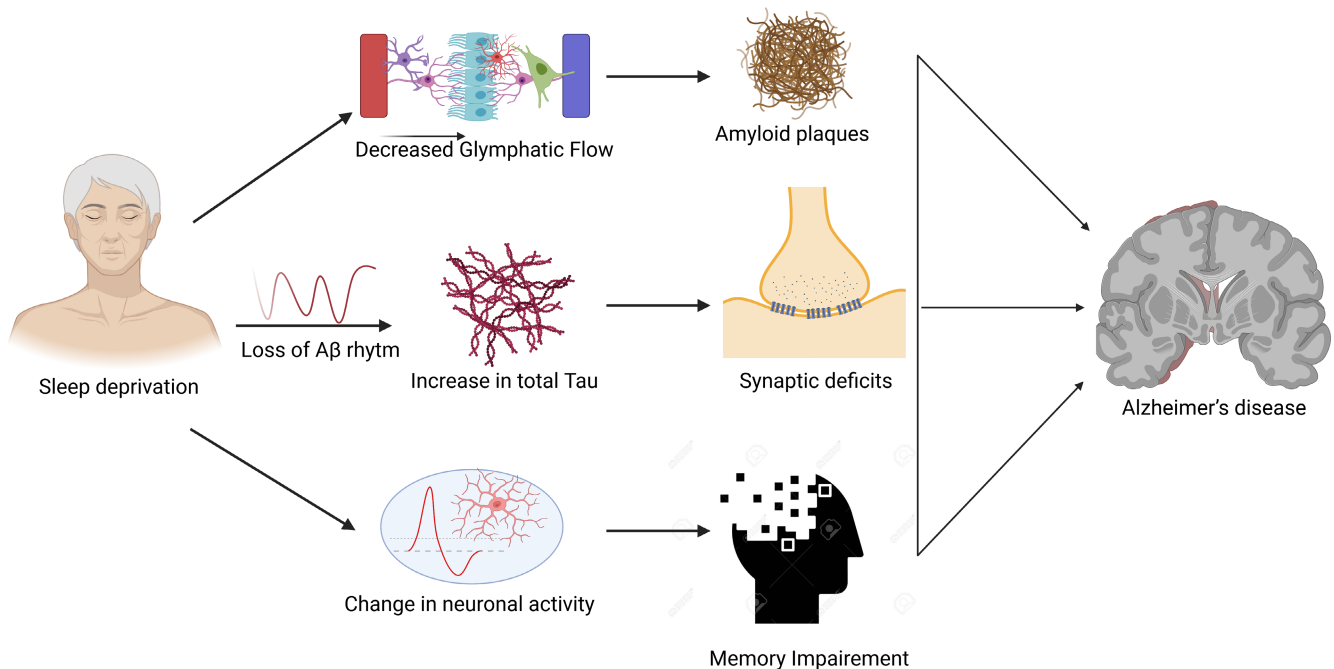 Decreased Glymphatic Flow
Amyloid plaques
Sleep deprivation
Loss of Aβ rhytm
Increase in total Tau
Synaptic deficits
Alzheimer's disease
Change in neuronal activity
Memory Impairement